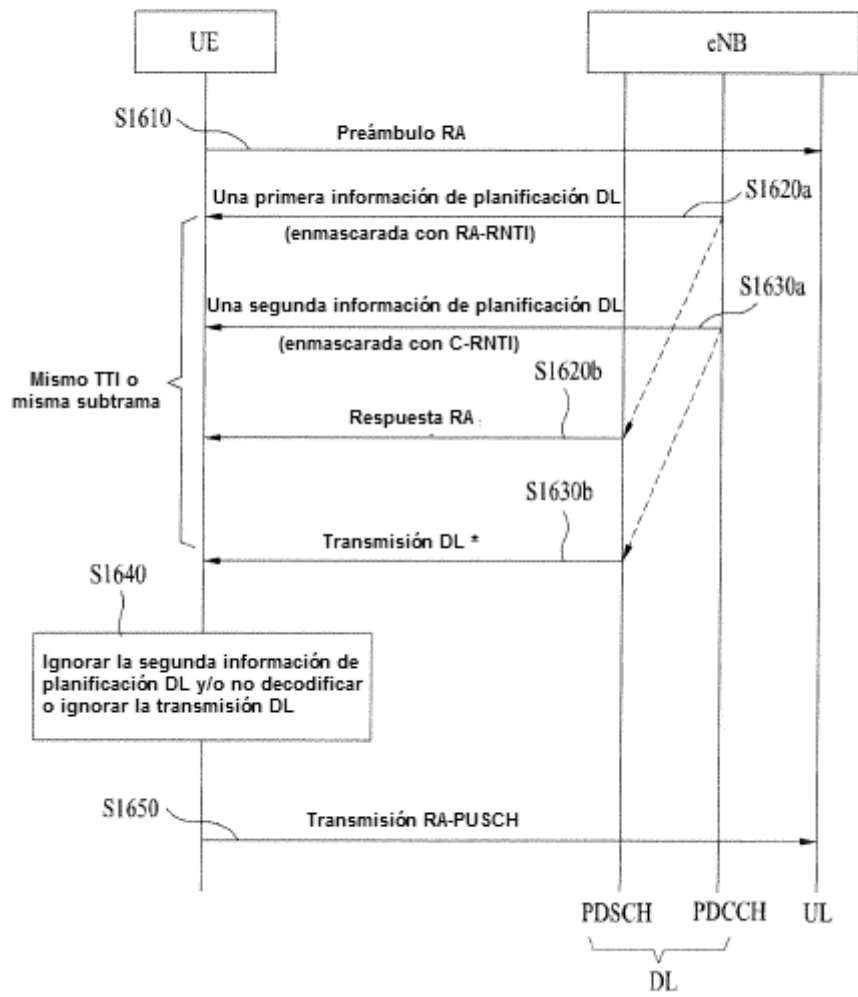 UE
eNB
S1610
Preámbulo RA
Una primera información de planificación DL
S1620a
(enmascarada con RA-RNTI)
Una segunda información de planificación DL
S1630a
(enmascarada con C-RNTI)
Mismo TTI o
misma subtrama
S1620b
Respuesta RA
S1630b
Transmisión DL *
S1640
Ignorar la segunda información de
planificación DL y/o no decodificar
o ignorar la transmisión DL
S1650
Transmisión RA-PUSCH
PDSCH PDCCH UL
DL